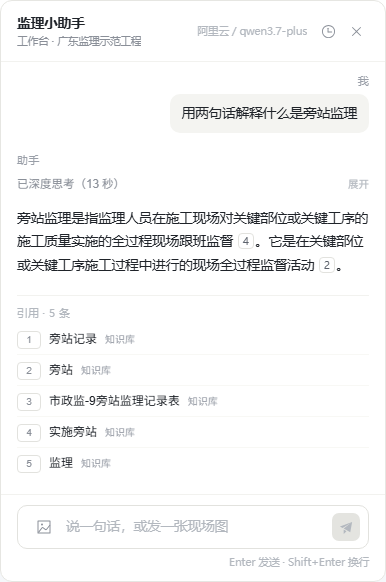 监理小助手
工作台 · 广东监理示范工程
阿里云 / qwen3.7-plus
我
用两句话解释什么是旁站监理
助手
已深度思考（13 秒）
展开
旁站监理是指监理人员在施工现场对关键部位或关键工序的
施工质量实施的全过程现场跟班监督 4 。它是在关键部位
或关键工序施工过程中进行的现场全过程监督活动 2 。
引用 · 5 条
1 旁站记录 知识库
2 旁站 知识库
3 市政监-9旁站监理记录表 知识库
4 实施旁站 知识库
5 监理 知识库
说一句话，或发一张现场图
Enter 发送 · Shift+Enter 换行